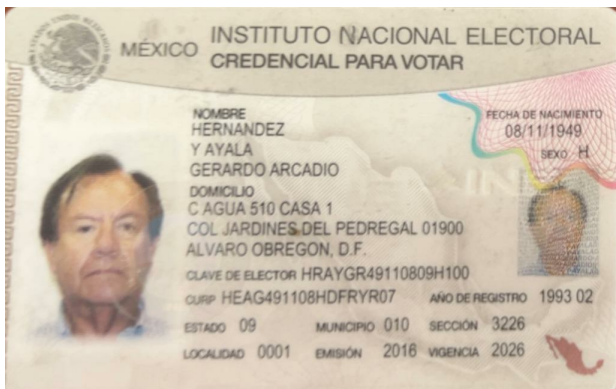 MÉXICO
INSTITUTO NACIONAL ELECTORAL
CREDENCIAL PARA VOTAR
NOMBRE
HERNANDEZ
Y AYALA
GERARDO ARCADIO
FECHA DE NACIMIENTO
08/11/1949
SEXO H
DOMICILIO
C AGUA 510 CASA 1
COL JARDINES DEL PEDREGAL 01900
ALVARO OBREGON, D.F.
CLAVE DE ELECTOR HRAYGR49110809H100
CURP HEAG491108HDFRYR07 AÑO DE REGISTRO 1993 02
ESTADO 09 MUNICIPIO 010 SECCIÓN 3226
LOCALIDAD 0001 EMISIÓN 2016 VIGENCIA 2026